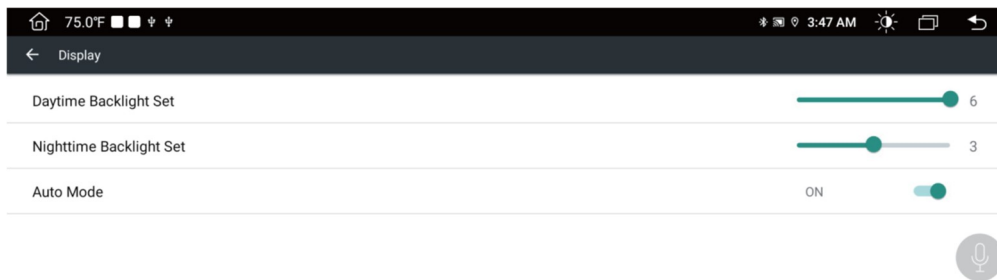 75.0°F 3:47 AM
Display
Daytime Backlight Set 6
Nighttime Backlight Set 3
Auto Mode ON